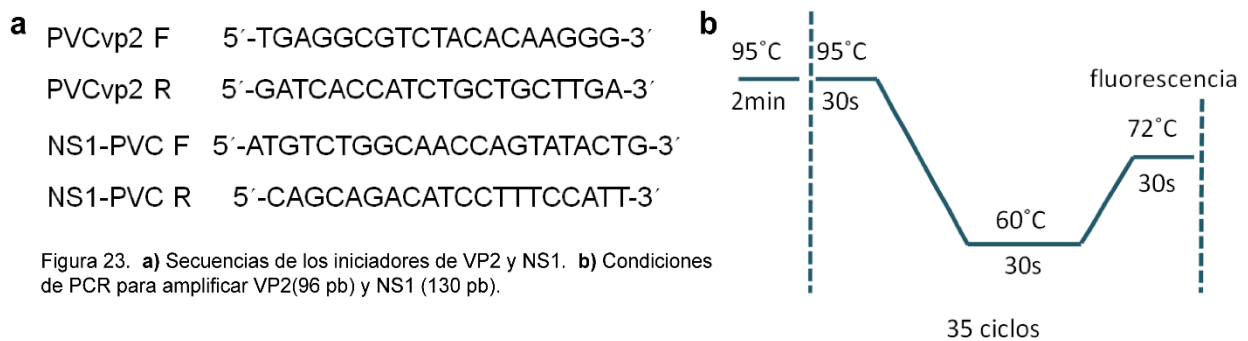 a
PVCvp2 F 5´-TGAGGCGTCTACACAAGGG-3´
PVCvp2 R 5´-GATCACCATCTGCTGCTTGA-3´
NS1-PVC F 5´-ATGTCTGGCAACCAGTATACTG-3´
NS1-PVC R 5´-CAGCAGACATCCTTTCCATT-3´
Figura 23. a) Secuencias de los iniciadores de VP2 y NS1. b) Condiciones
de PCR para amplificar VP2(96 pb) y NS1 (130 pb).
b
95˚C 95˚C
2min 30s
fluorescencia
72˚C
30s
60˚C
30s
35 ciclos